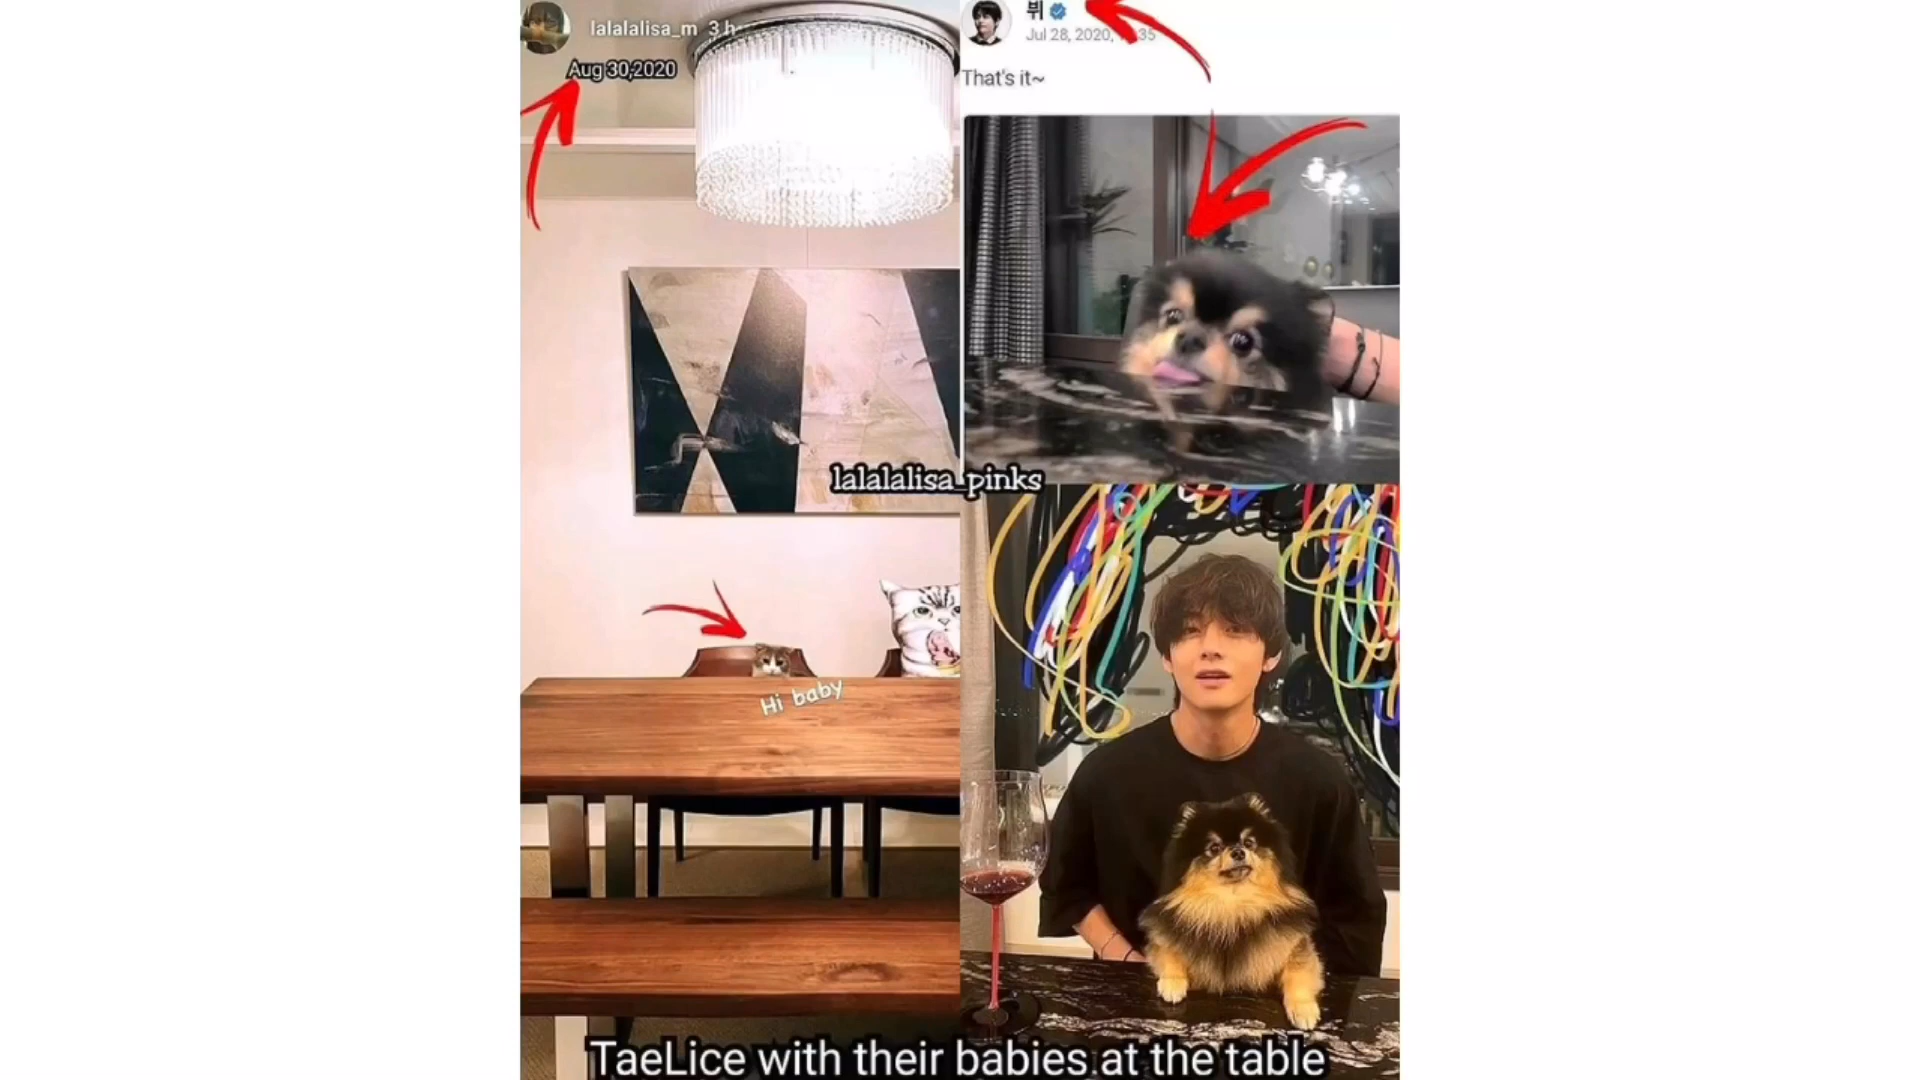 lalalalisa_m 3 h
Aug 30,2020
뷔
Jul 28, 2020, 35
That's it~
lalalalisa_pinks
Hi baby
TaeLice with their babies at the table